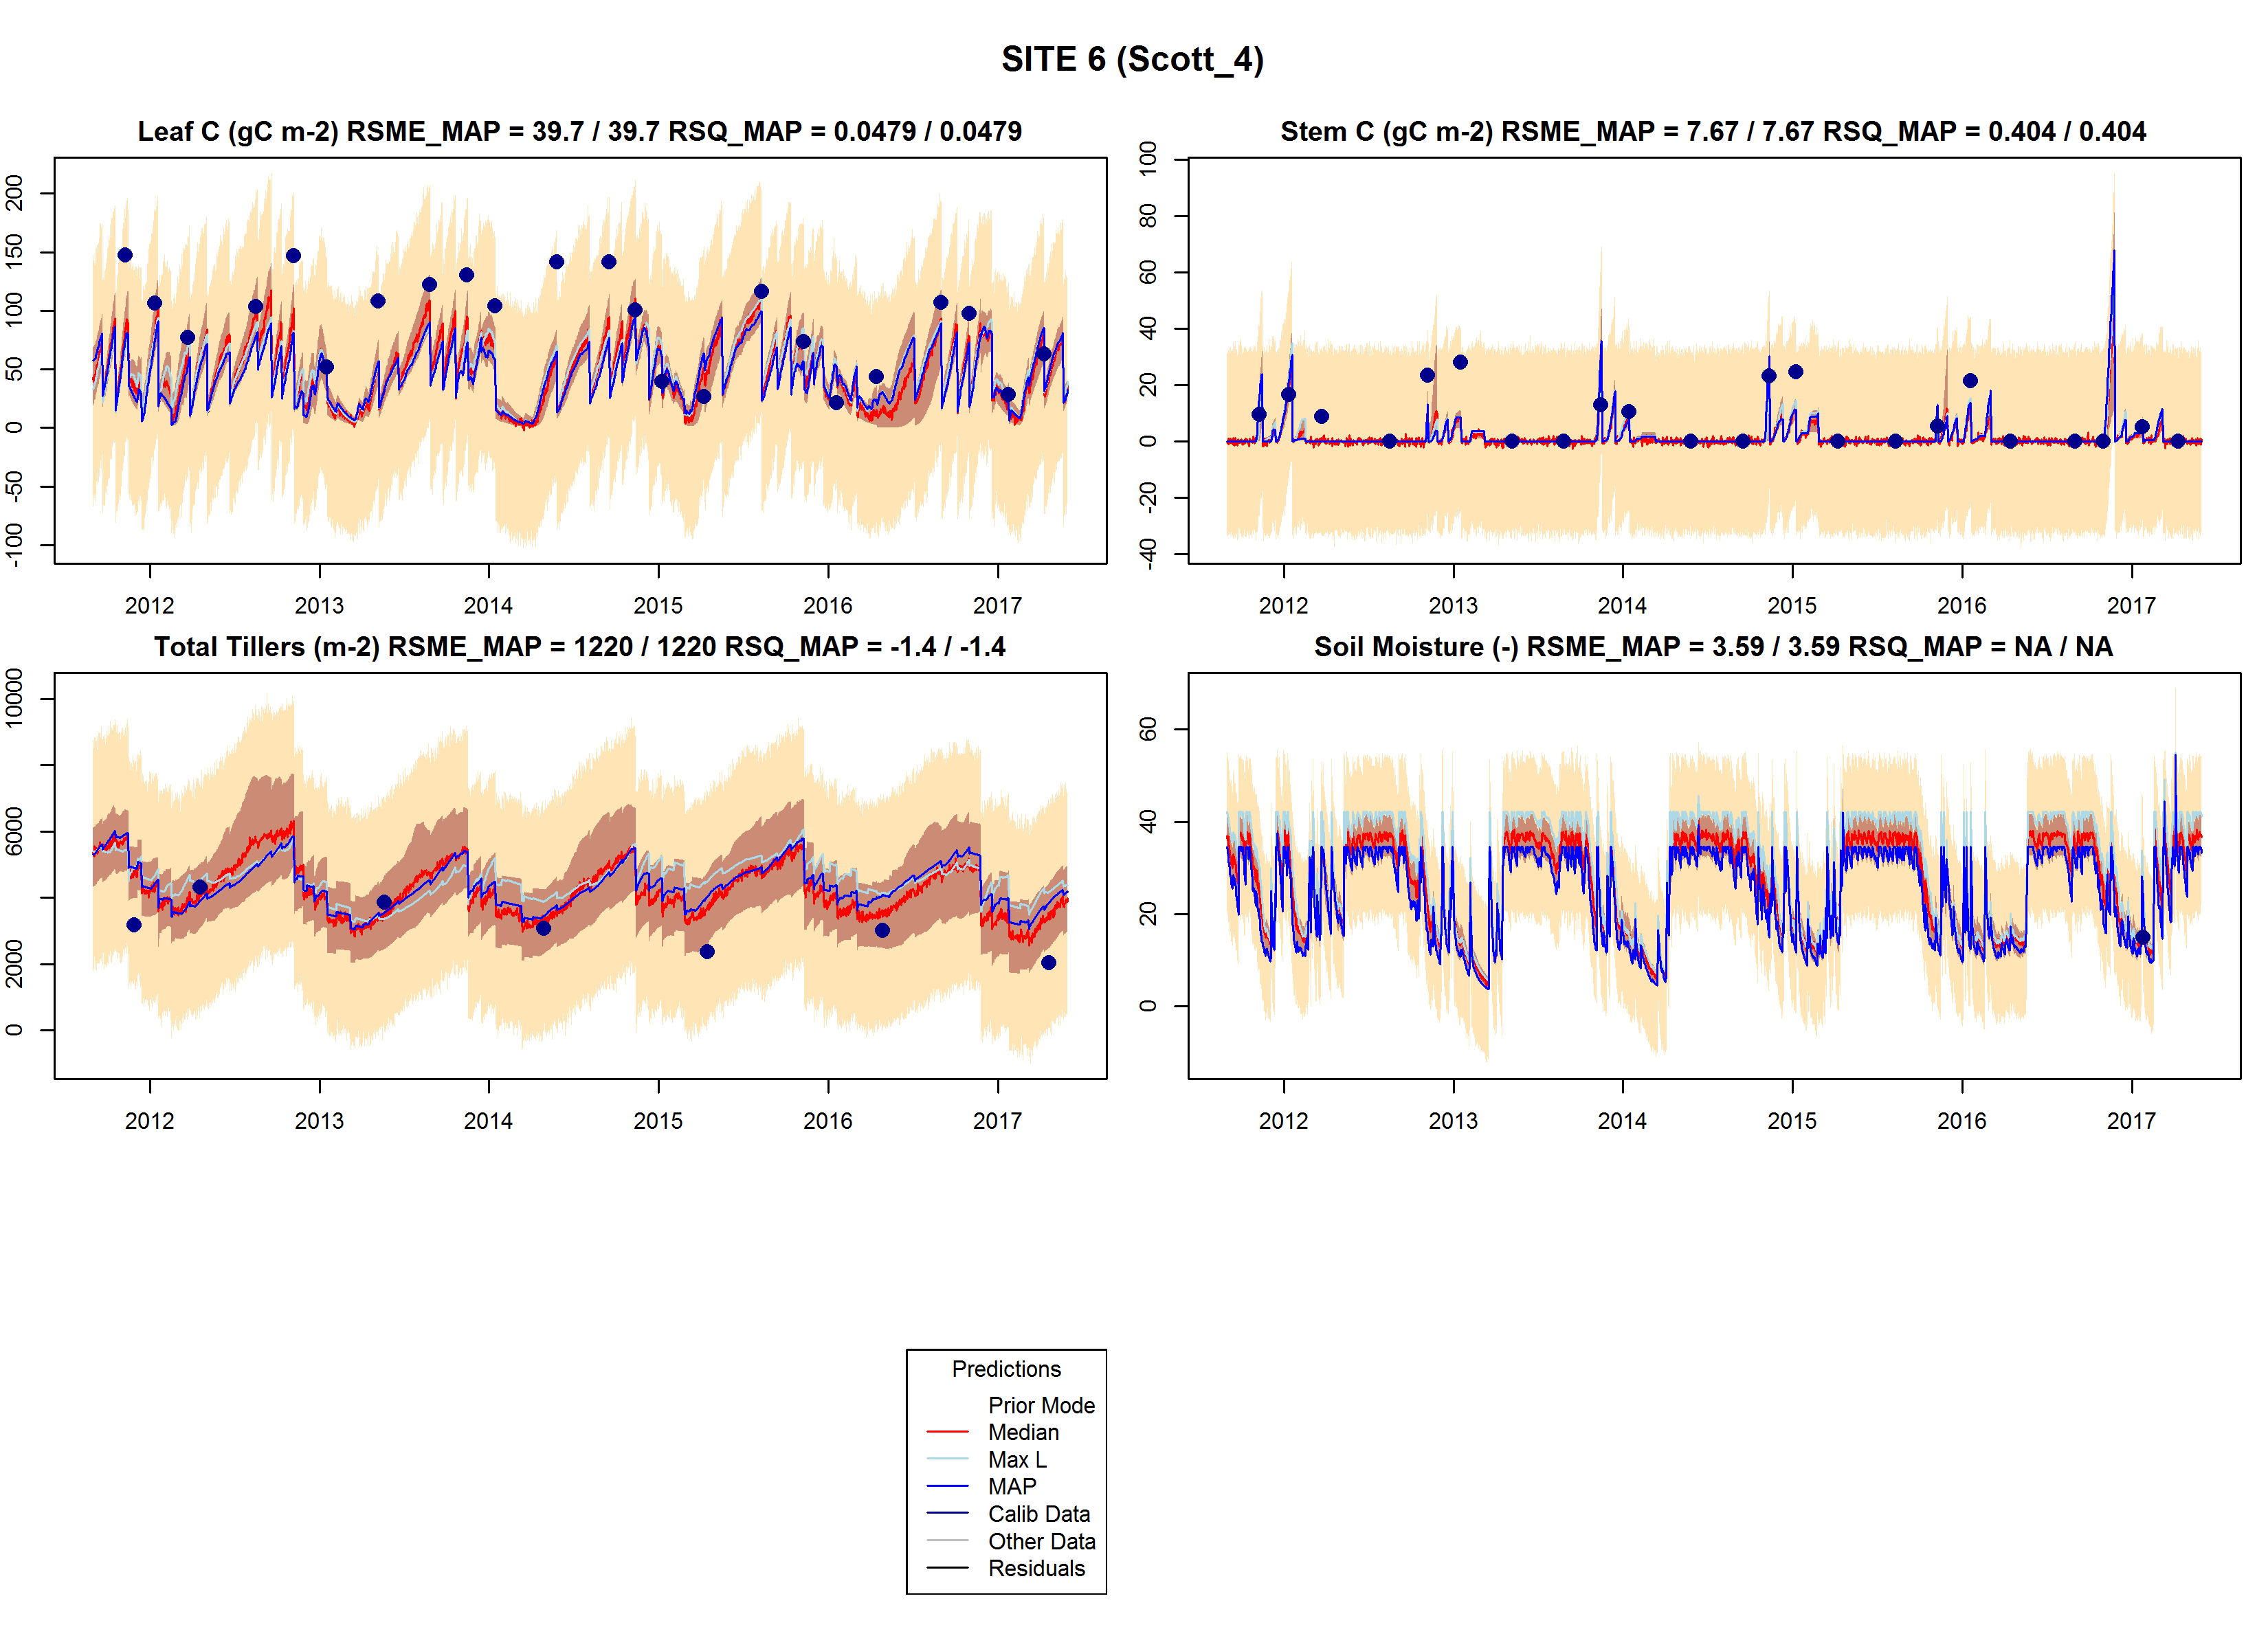 SITE 6 (Scott_4)
Leaf C (gC m-2) RSME_MAP = 39.7 / 39.7 RSQ_MAP = 0.0479 / 0.0479
200
150
100
50
0
-50
-100
2012 2013 2014 2015 2016 2017
Stem C (gC m-2) RSME_MAP = 7.67 / 7.67 RSQ_MAP = 0.404 / 0.404
100
80
60
40
20
0
-20
-40
2012 2013 2014 2015 2016 2017
Total Tillers (m-2) RSME_MAP = 1220 / 1220 RSQ_MAP = -1.4 / -1.4
10000
6000
2000
0
2012 2013 2014 2015 2016 2017
Soil Moisture (-) RSME_MAP = 3.59 / 3.59 RSQ_MAP = NA / NA
60
40
20
0
2012 2013 2014 2015 2016 2017
Predictions
Prior Mode
Median
Max L
MAP
Calib Data
Other Data
Residuals